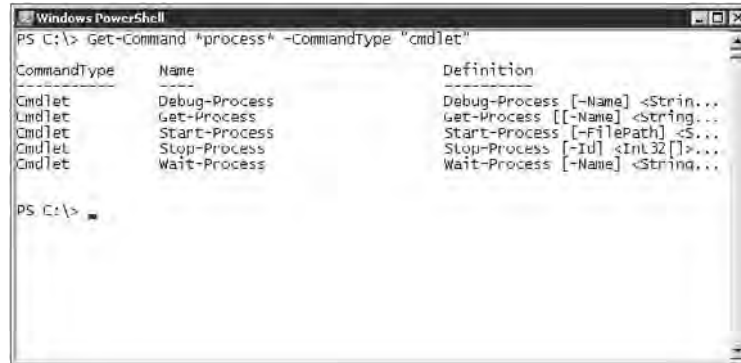 Windows PowerShell
PS C:\> Get-Command *process* -CommandType "cmdlet"
CommandType Name Definition
----------- ---- ----------
Cmdlet Debug-Process Debug-Process [-Name] <Strin...
Cmdlet Get-Process Get-Process [[-Name] <String...
Cmdlet Start-Process Start-Process [-FilePath] <S...
Cmdlet Stop-Process Stop-Process [-Id] <Int32[]>...
Cmdlet Wait-Process Wait-Process [-Name] <String...
PS C:\> _